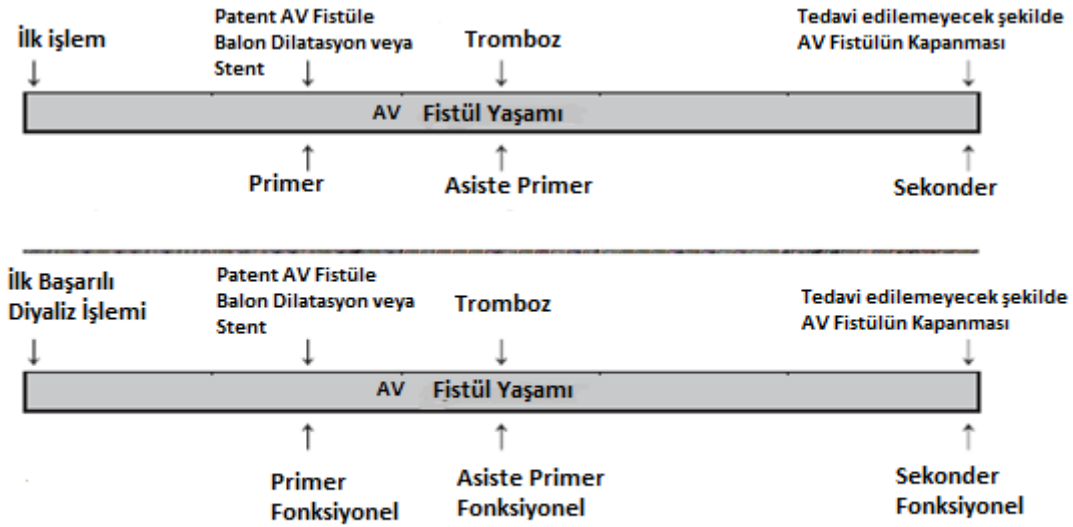 İlk işlem
Patent AV Fistüle
Balon Dilatasyon veya
Stent
Tromboz
Tedavi edilemeyecek şekilde
AV Fistülün Kapanması
AV Fistül Yaşamı
Primer
Asiste Primer
Sekonder
İlk Başarılı
Diyaliz İşlemi
Patent AV Fistüle
Balon Dilatasyon veya
Stent
Tromboz
Tedavi edilemeyecek şekilde
AV Fistülün Kapanması
AV Fistül Yaşamı
Primer
Fonksiyonel
Asiste Primer
Fonksiyonel
Sekonder
Fonksiyonel